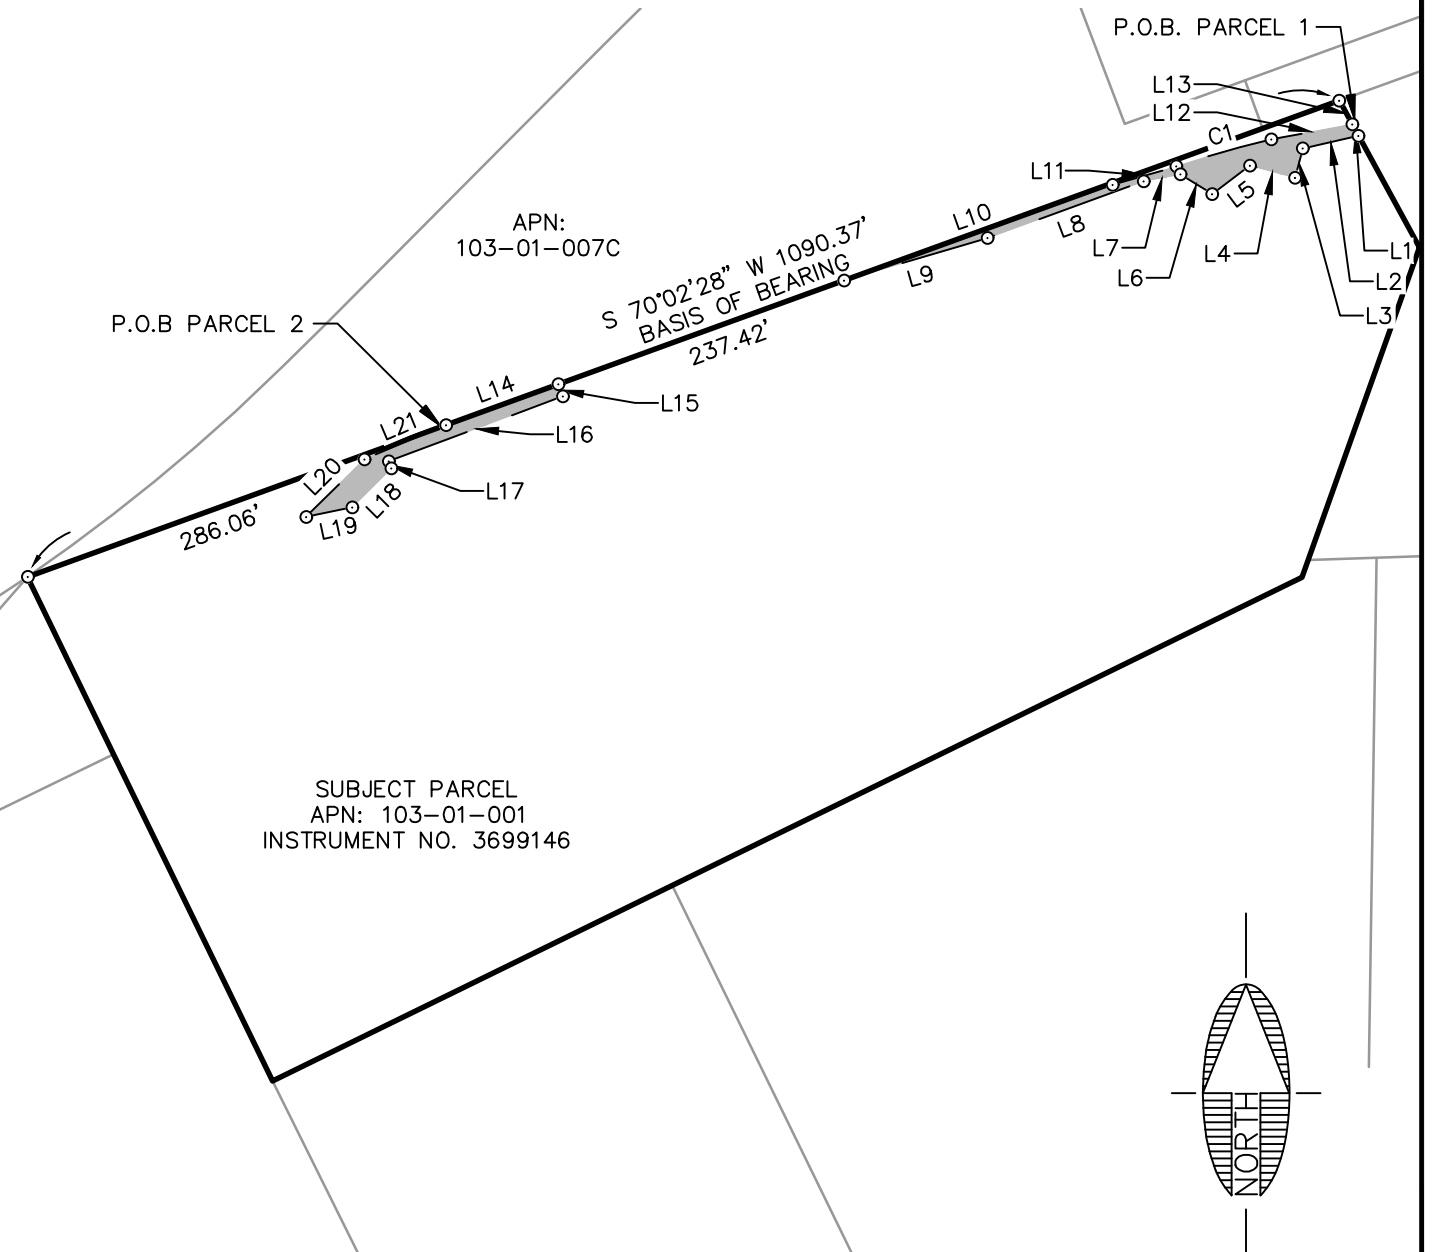 P.O.B. PARCEL 1
L13
L12
C1
L11
L10
L5
L8
L7
L6
L4
L1
L2
L3
L9
APN:
103-01-007C
S 70°02'28" W 1090.37'
BASIS OF BEARING
237.42'
P.O.B PARCEL 2
L14
L15
L21
L16
L20
L17
L18
L19
286.06'
SUBJECT PARCEL
APN: 103-01-001
INSTRUMENT NO. 3699146
NORTH